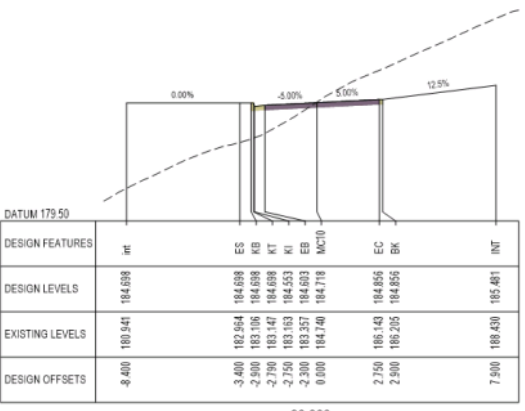 0.00%
-5.00%
5.00%
12.5%
DATUM 179.50
DESIGN FEATURES int ES KB KT KI EB MC10 EC BK INT
DESIGN LEVELS 184.698 184.698 184.698 184.698 184.553 184.603 184.718 184.856 184.856 185.481
EXISTING LEVELS 180.941 182.964 183.106 183.147 183.163 183.357 184.740 186.143 186.205 188.430
DESIGN OFFSETS -8.400 -3.400 -2.900 -2.790 -2.750 -2.300 0.000 2.750 2.900 7.900